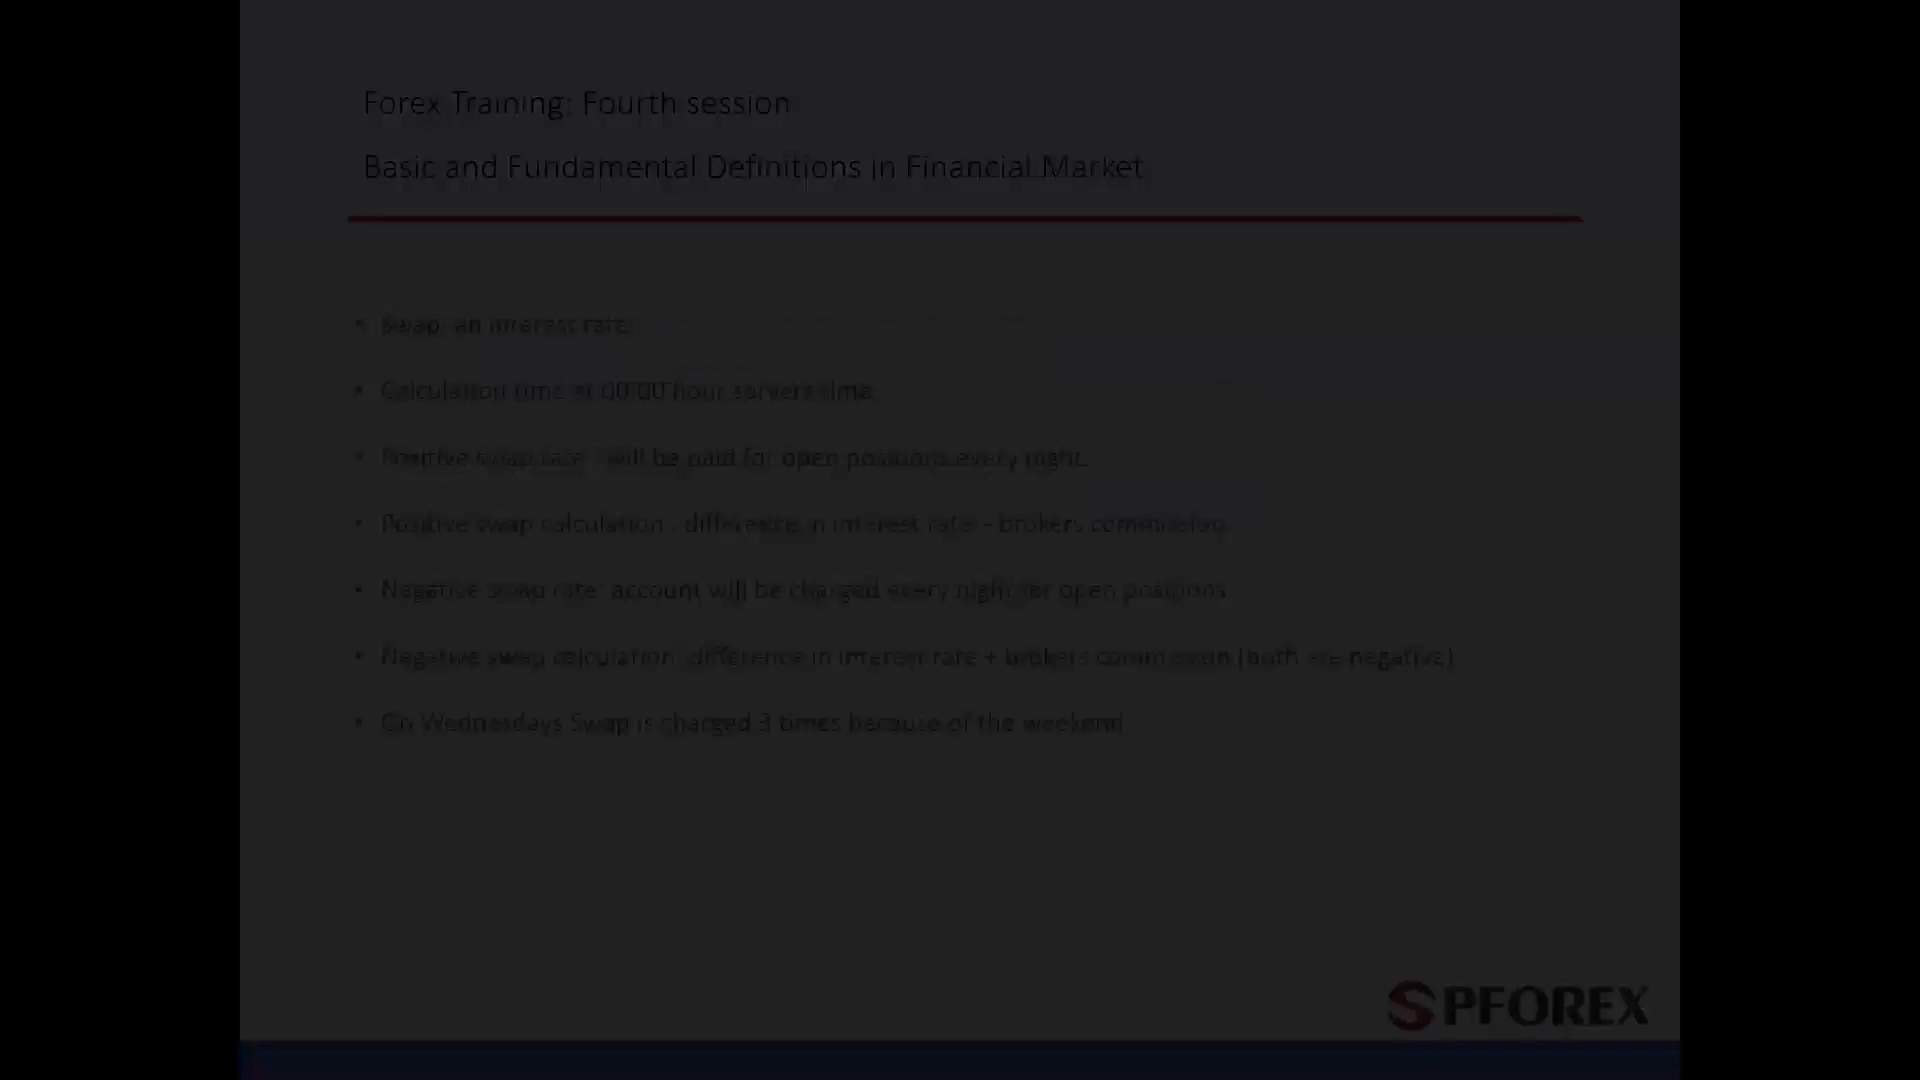 Forex Training: Fourth session
Basic and Fundamental Definitions in Financial Market
• Swap: an interest rate
• Calculation time at 00:00 hour servers time
• Positive swap rate: will be paid for open positions every night.
• Positive swap calculation: difference in interest rate - brokers commission
• Negative swap rate: account will be charged every night for open positions
• Negative swap calculation: difference in interest rate + brokers commission (both are negative)
• On Wednesdays Swap is charged 3 times because of the weekend
SPFOREX